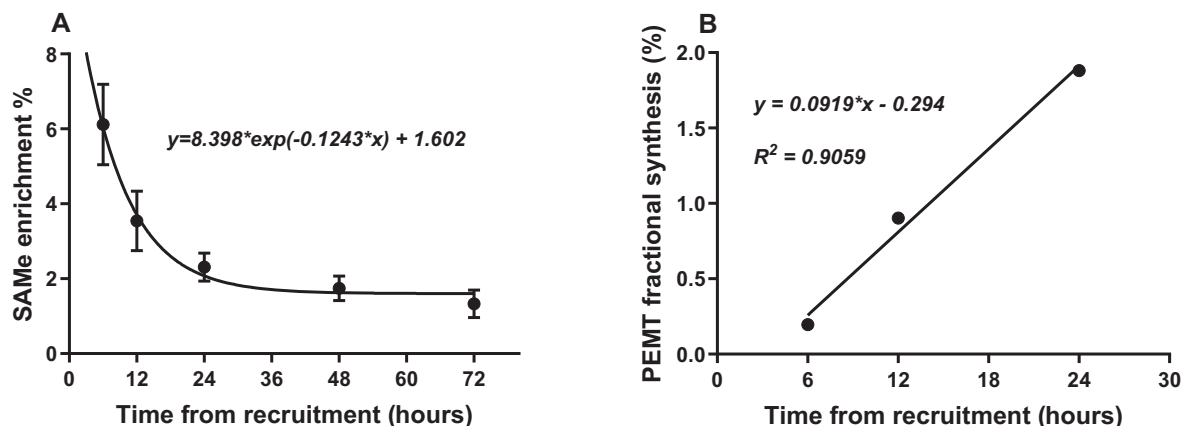 A
SAMe enrichment %
8
6
4
2
0
y=8.398*exp(-0.1243*x) + 1.602
0 12 24 36 48 60 72
Time from recruitment (hours)
B
PEMT fractional synthesis (%)
2.0
1.5
1.0
0.5
0.0
y = 0.0919*x - 0.294
R² = 0.9059
0 6 12 18 24 30
Time from recruitment (hours)